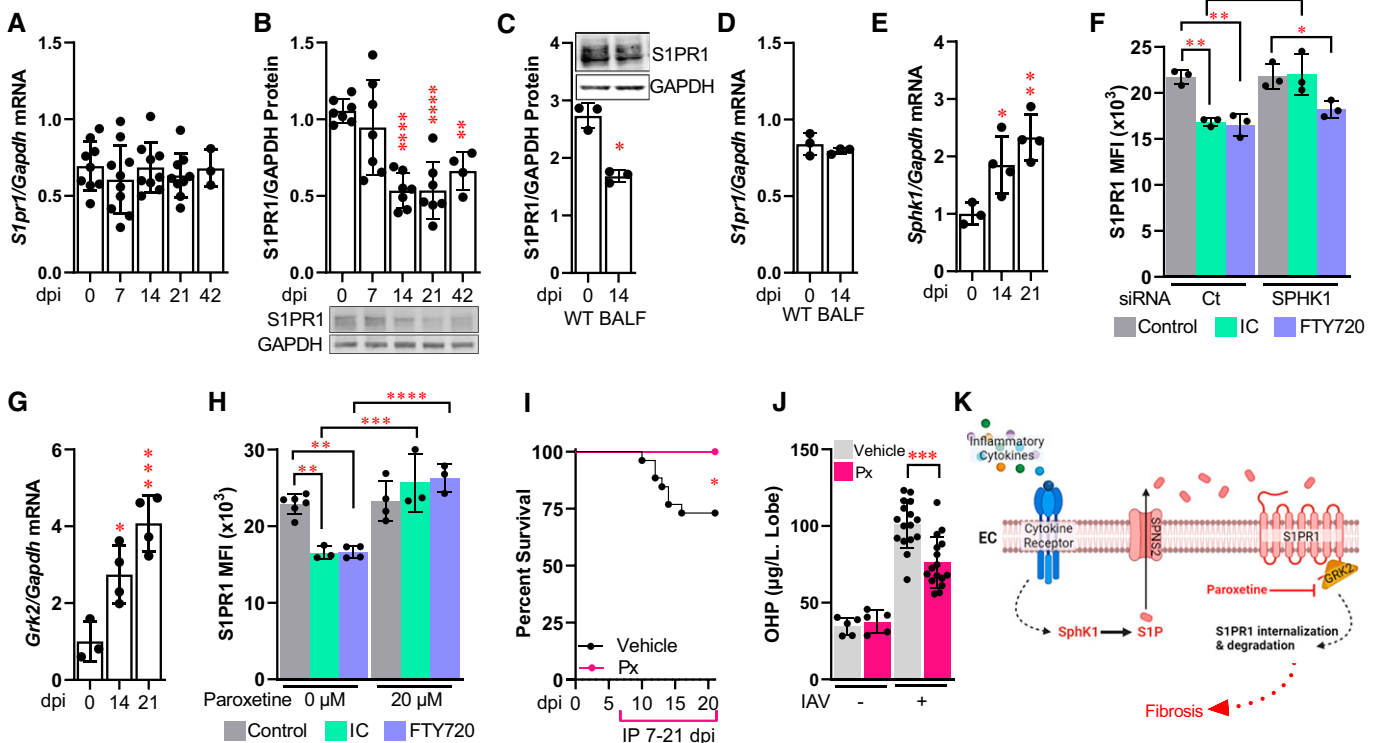 A
S1pr1/Gapdh mRNA
1.5
1.0
0.5
0.0
dpi 0 7 14 21 42
B
S1PR1/GAPDH Protein
1.5
1.0
0.5
0.0
****
****
**
dpi 0 7 14 21 42
S1PR1
GAPDH
C
S1PR1/GAPDH Protein
4
3
2
1
0
S1PR1
GAPDH
*
dpi 0 14
WT BALF
D
S1pr1/Gapdh mRNA
1.5
1.0
0.5
0.0
dpi 0 14
WT BALF
E
Sphk1/Gapdh mRNA
4
3
2
1
0
*
**
dpi 0 14 21
F
S1PR1 MFI (x10³)
25
20
15
10
5
0
**
**
*
siRNA Ct SPHK1
Control IC FTY720
G
Grk2/Gapdh mRNA
6
4
2
0
*
***
dpi 0 14 21
H
S1PR1 MFI (x10³)
30
20
10
0
****
***
**
**
Paroxetine 0 µM 20 µM
Control IC FTY720
I
Percent Survival
100
75
50
25
0
*
Vehicle
Px
dpi 0 5 10 15 20
IP 7-21 dpi
J
OHP (µg/L. Lobe)
150
100
50
0
Vehicle
Px
***
IAV - +
K
Inflammatory
Cytokines
EC
Cytokine
Receptor
SPNS2
S1PR1
GRK2
Paroxetine
SphK1 S1P
S1PR1 internalization
& degradation
Fibrosis